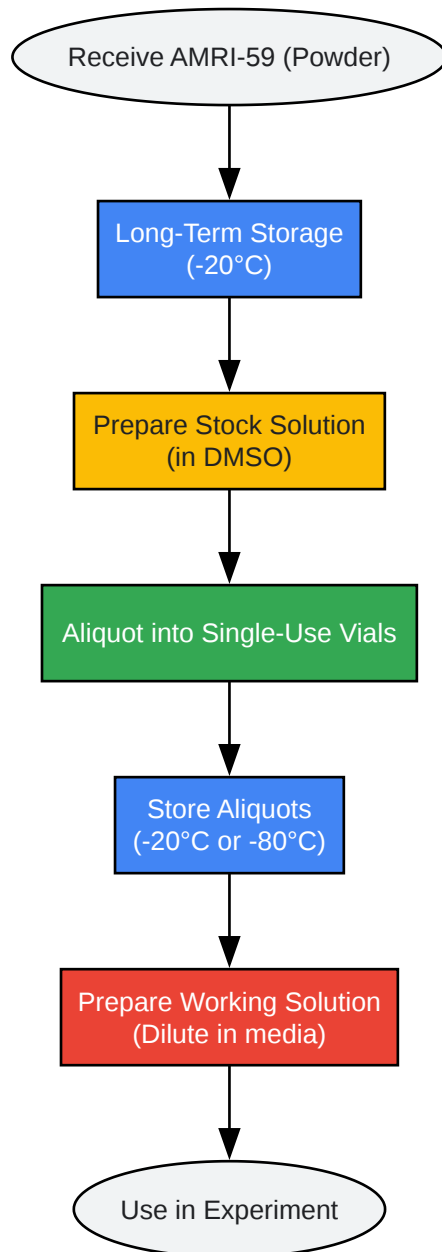 Receive AMRI-59 (Powder)
Long-Term Storage
(-20°C)
Prepare Stock Solution
(in DMSO)
Aliquot into Single-Use Vials
Store Aliquots
(-20°C or -80°C)
Prepare Working Solution
(Dilute in media)
Use in Experiment